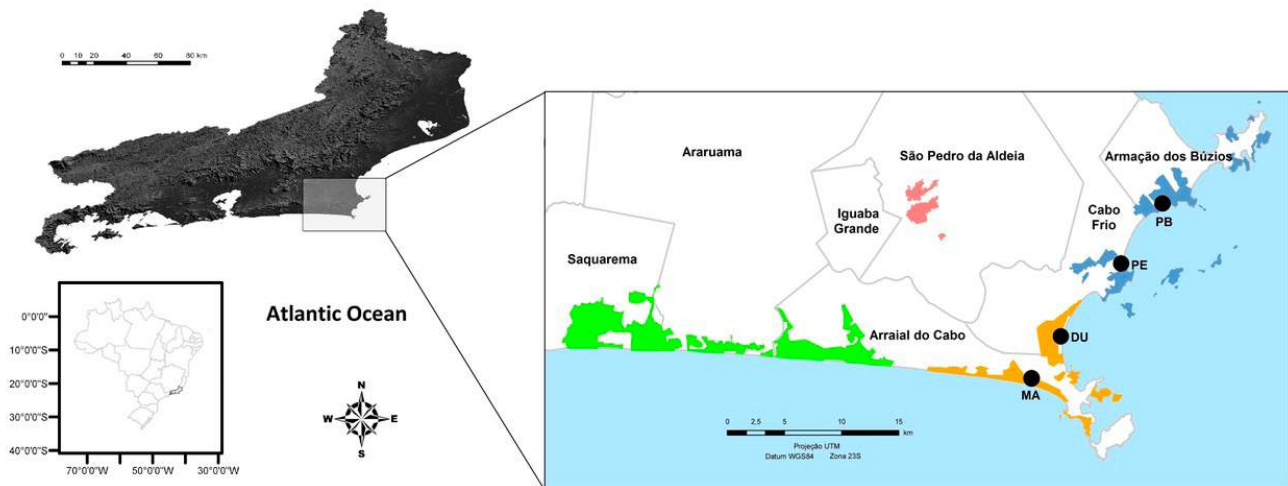 0 10 20 40 60 80 km
Atlantic Ocean
N
W E
S
0°0'0"
10°0'0"S
20°0'0"S
30°0'0"S
40°0'0"S
70°0'0"W 50°0'0"W 30°0'0"W
Araruama
São Pedro da Aldeia
Armação dos Búzios
Iguaba
Grande
Cabo
Frio
PB
PE
Saquarema
Arraial do Cabo
DU
MA
0 2.5 5 10 15
km
Projeção UTM
Datum WGS84 Zona 23S